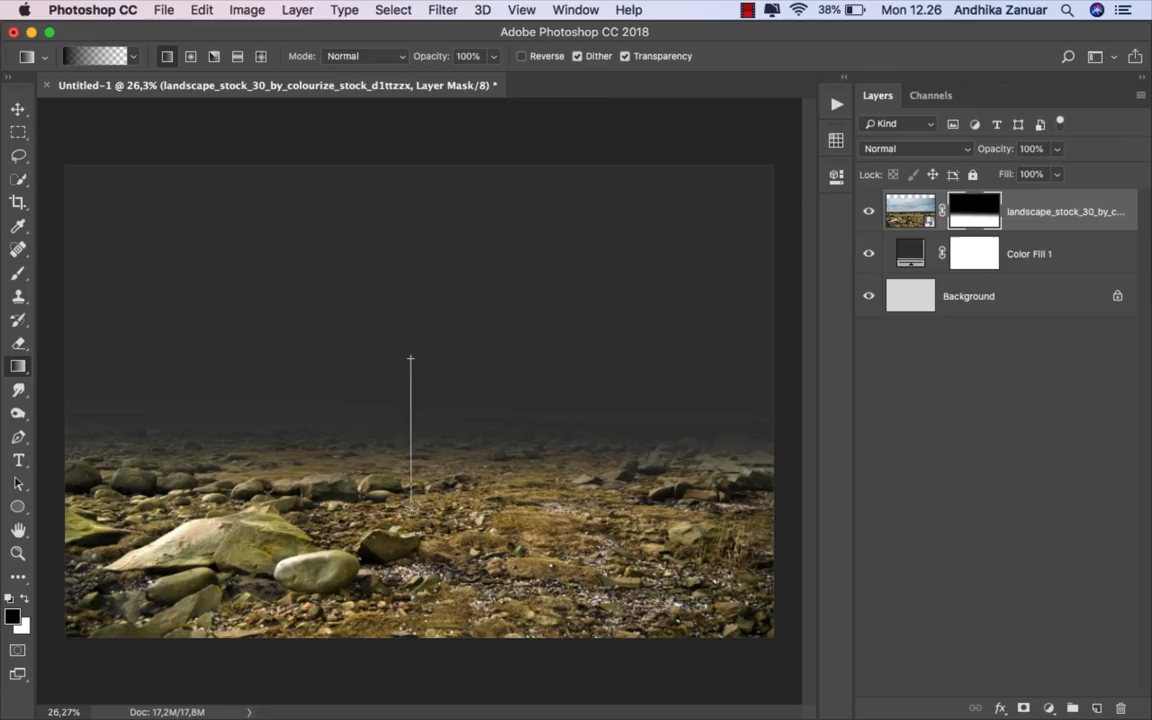 Photoshop CC File Edit Image Layer Type Select Filter 3D View Window Help 38% Mon 12.26 Andhika Zanuar
Adobe Photoshop CC 2018
Mode: Normal Opacity: 100% Reverse Dither Transparency
Untitled-1 @ 26,3% (landscape_stock_30_by_colourize_stock_d1ttzzx, Layer Mask/8) *
Layers Channels
Kind
Normal Opacity: 100%
Lock: Fill: 100%
landscape_stock_30_by_c...
Color Fill 1
Background
26,27% Doc: 17,2M/17,8M